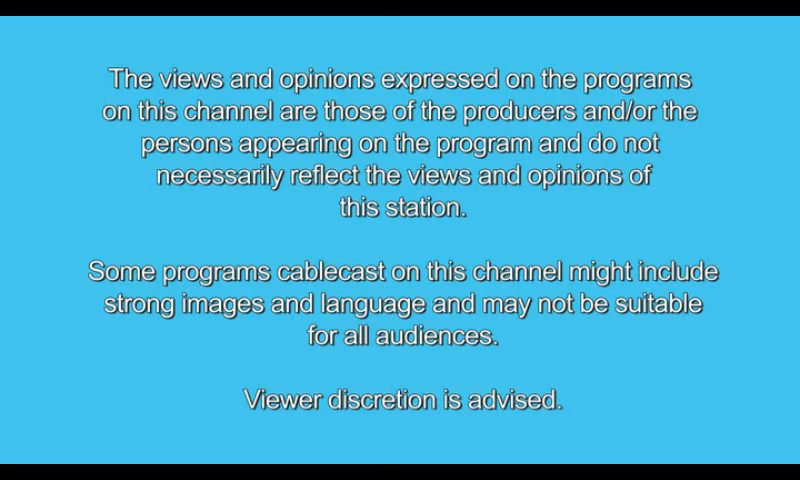 The views and opinions expressed on the programs
on this channel are those of the producers and/or the
persons appearing on the program and do not
necessarily reflect the views and opinions of
this station.
Some programs cablecast on this channel might include
strong images and language and may not be suitable
for all audiences.
Viewer discretion is advised.